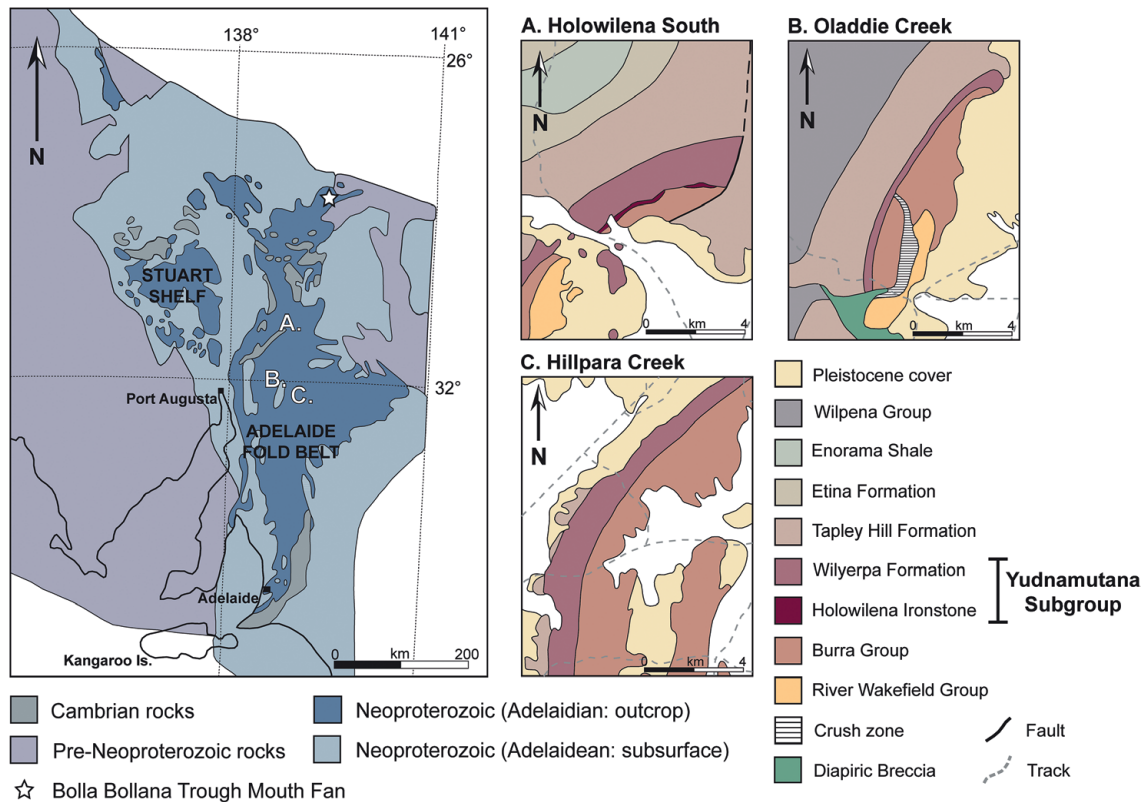 138°
141°
26°
N
STUART
SHELF
A.
B.
C.
32°
Port Augusta
ADELAIDE
FOLD BELT
Adelaide
Kangaroo Is.
0 km 200
Cambrian rocks
Pre-Neoproterozoic rocks
Bolla Bollana Trough Mouth Fan
Neoproterozoic (Adelaidian: outcrop)
Neoproterozoic (Adelaidean: subsurface)
A. Holowilena South
N
0 km 4
B. Oladdie Creek
N
0 km 4
C. Hillpara Creek
N
0 km 4
Pleistocene cover
Wilpena Group
Enorama Shale
Etina Formation
Tapley Hill Formation
Wilyerpa Formation
Holowilena Ironstone
Yudnamutana
Subgroup
Burra Group
River Wakefield Group
Crush zone
Fault
Diapiric Breccia
Track